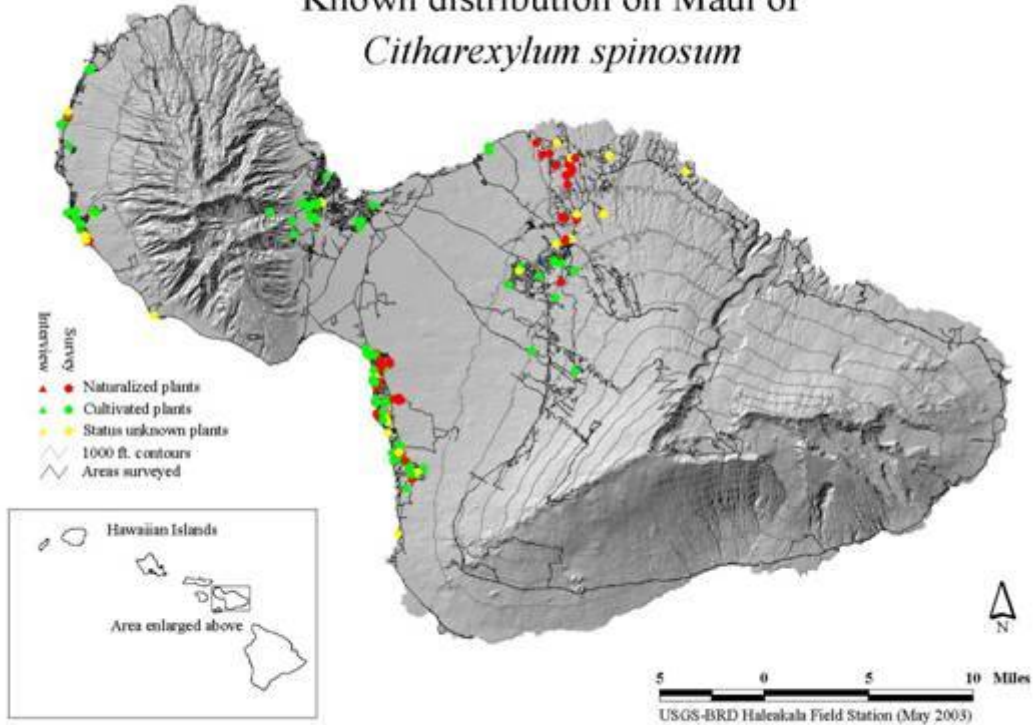 Known distribution on Maui of
Citharexylum spinosum
Interview
Survey
Naturalized plants
Cultivated plants
Status unknown plants
1000 ft. contours
Areas surveyed
Hawaiian Islands
Area enlarged above
N
5 0 5 10 Miles
USGS-BRD Haleakala Field Station (May 2003)